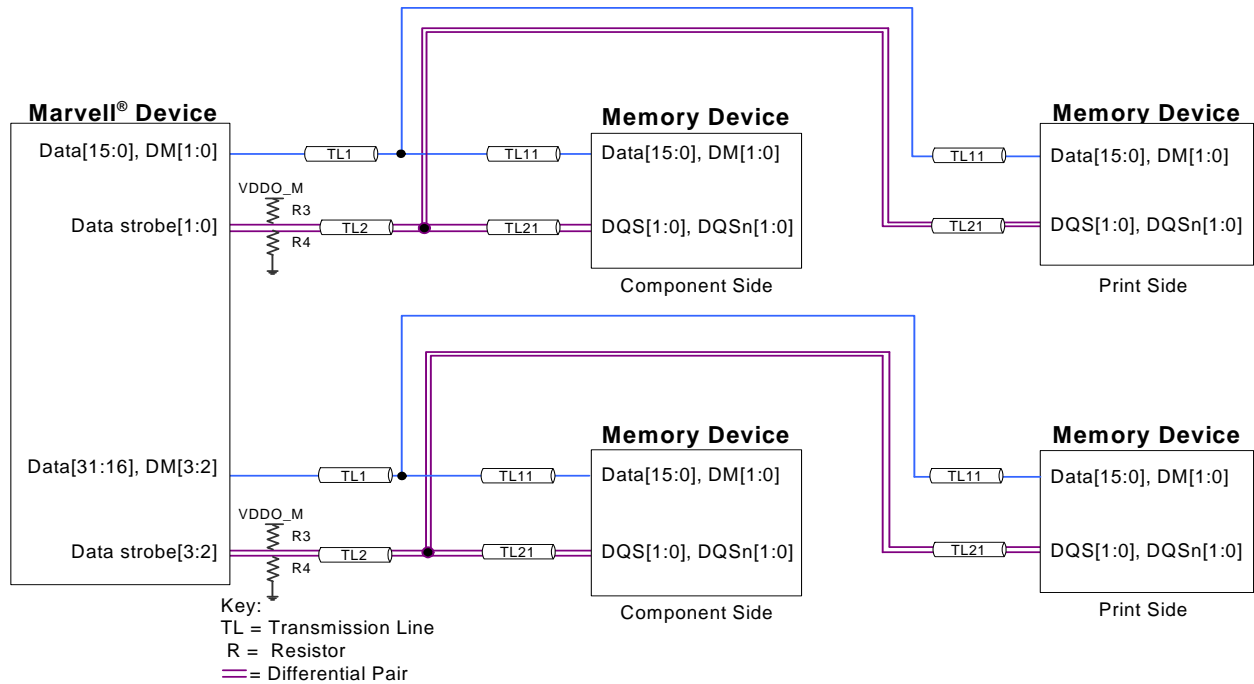 Marvell® Device
Memory Device
Memory Device
Data[15:0], DM[1:0]
TL1
TL11
Data[15:0], DM[1:0]
TL11
Data[15:0], DM[1:0]
VDDO_M
R3
Data strobe[1:0]
TL2
TL21
DQS[1:0], DQSn[1:0]
TL21
DQS[1:0], DQSn[1:0]
R4
Component Side
Print Side
Memory Device
Memory Device
Data[31:16], DM[3:2]
TL1
TL11
Data[15:0], DM[1:0]
TL11
Data[15:0], DM[1:0]
VDDO_M
R3
Data strobe[3:2]
TL2
TL21
DQS[1:0], DQSn[1:0]
TL21
DQS[1:0], DQSn[1:0]
R4
Component Side
Print Side
Key:
TL = Transmission Line
R = Resistor
= Differential Pair